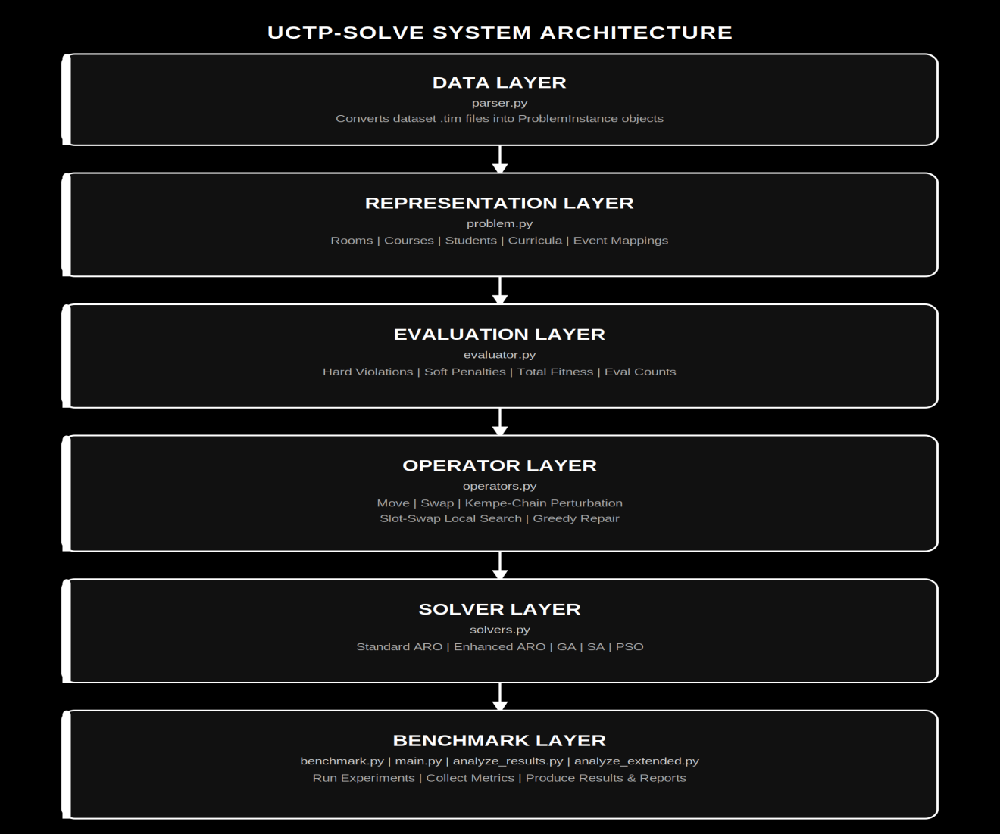 UCTP-SOLVE SYSTEM ARCHITECTURE
DATA LAYER
parser.py
Converts dataset .tim files into ProblemInstance objects
REPRESENTATION LAYER
problem.py
Rooms | Courses | Students | Curricula | Event Mappings
EVALUATION LAYER
evaluator.py
Hard Violations | Soft Penalties | Total Fitness | Eval Counts
OPERATOR LAYER
operators.py
Move | Swap | Kempe-Chain Perturbation
Slot-Swap Local Search | Greedy Repair
SOLVER LAYER
solvers.py
Standard ARO | Enhanced ARO | GA | SA | PSO
BENCHMARK LAYER
benchmark.py | main.py | analyze_results.py | analyze_extended.py
Run Experiments | Collect Metrics | Produce Results & Reports